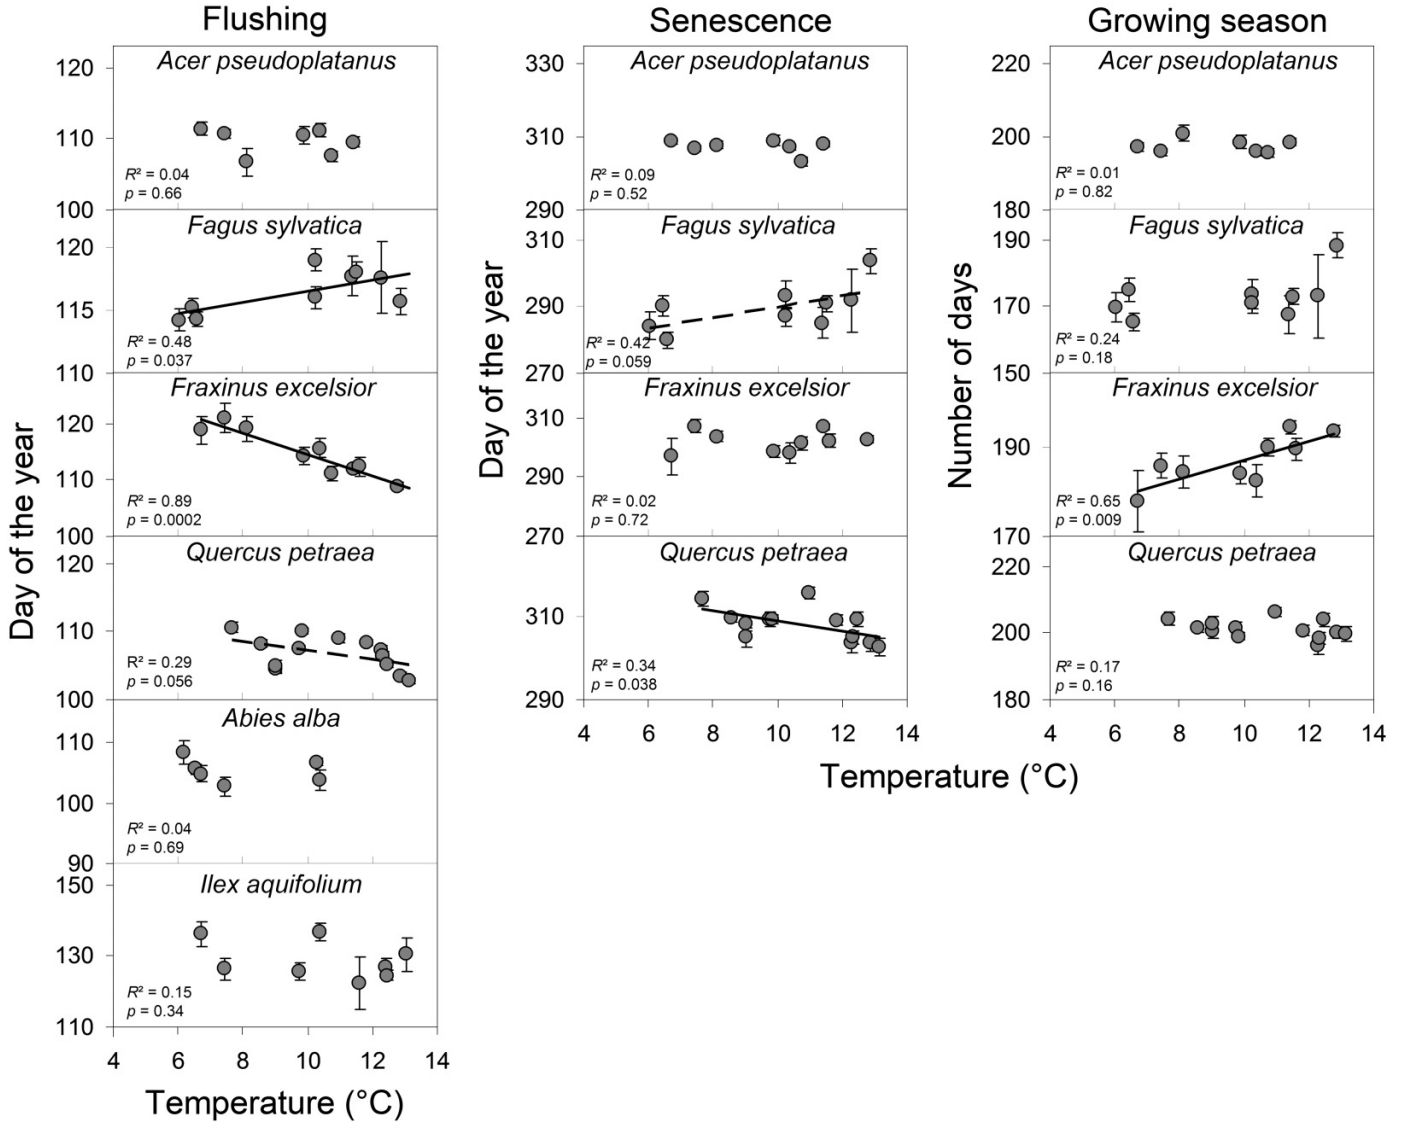 Flushing
Senescence
Growing season
Day of the year
120
110
100
Acer pseudoplatanus
R² = 0.04
p = 0.66
120
115
110
Fagus sylvatica
R² = 0.48
p = 0.037
120
110
100
Fraxinus excelsior
R² = 0.89
p = 0.0002
120
110
100
Quercus petraea
R² = 0.29
p = 0.056
110
100
90
Abies alba
R² = 0.04
p = 0.69
150
130
110
Ilex aquifolium
R² = 0.15
p = 0.34
4 6 8 10 12 14
Temperature (°C)
Day of the year
330
310
290
Acer pseudoplatanus
R² = 0.09
p = 0.52
310
290
270
Fagus sylvatica
R² = 0.42
p = 0.059
310
290
270
Fraxinus excelsior
R² = 0.02
p = 0.72
310
290
Quercus petraea
R² = 0.34
p = 0.038
4 6 8 10 12 14
Number of days
220
200
180
Acer pseudoplatanus
R² = 0.01
p = 0.82
190
170
150
Fagus sylvatica
R² = 0.24
p = 0.18
190
170
Fraxinus excelsior
R² = 0.65
p = 0.009
220
200
180
Quercus petraea
R² = 0.17
p = 0.16
4 6 8 10 12 14
Temperature (°C)